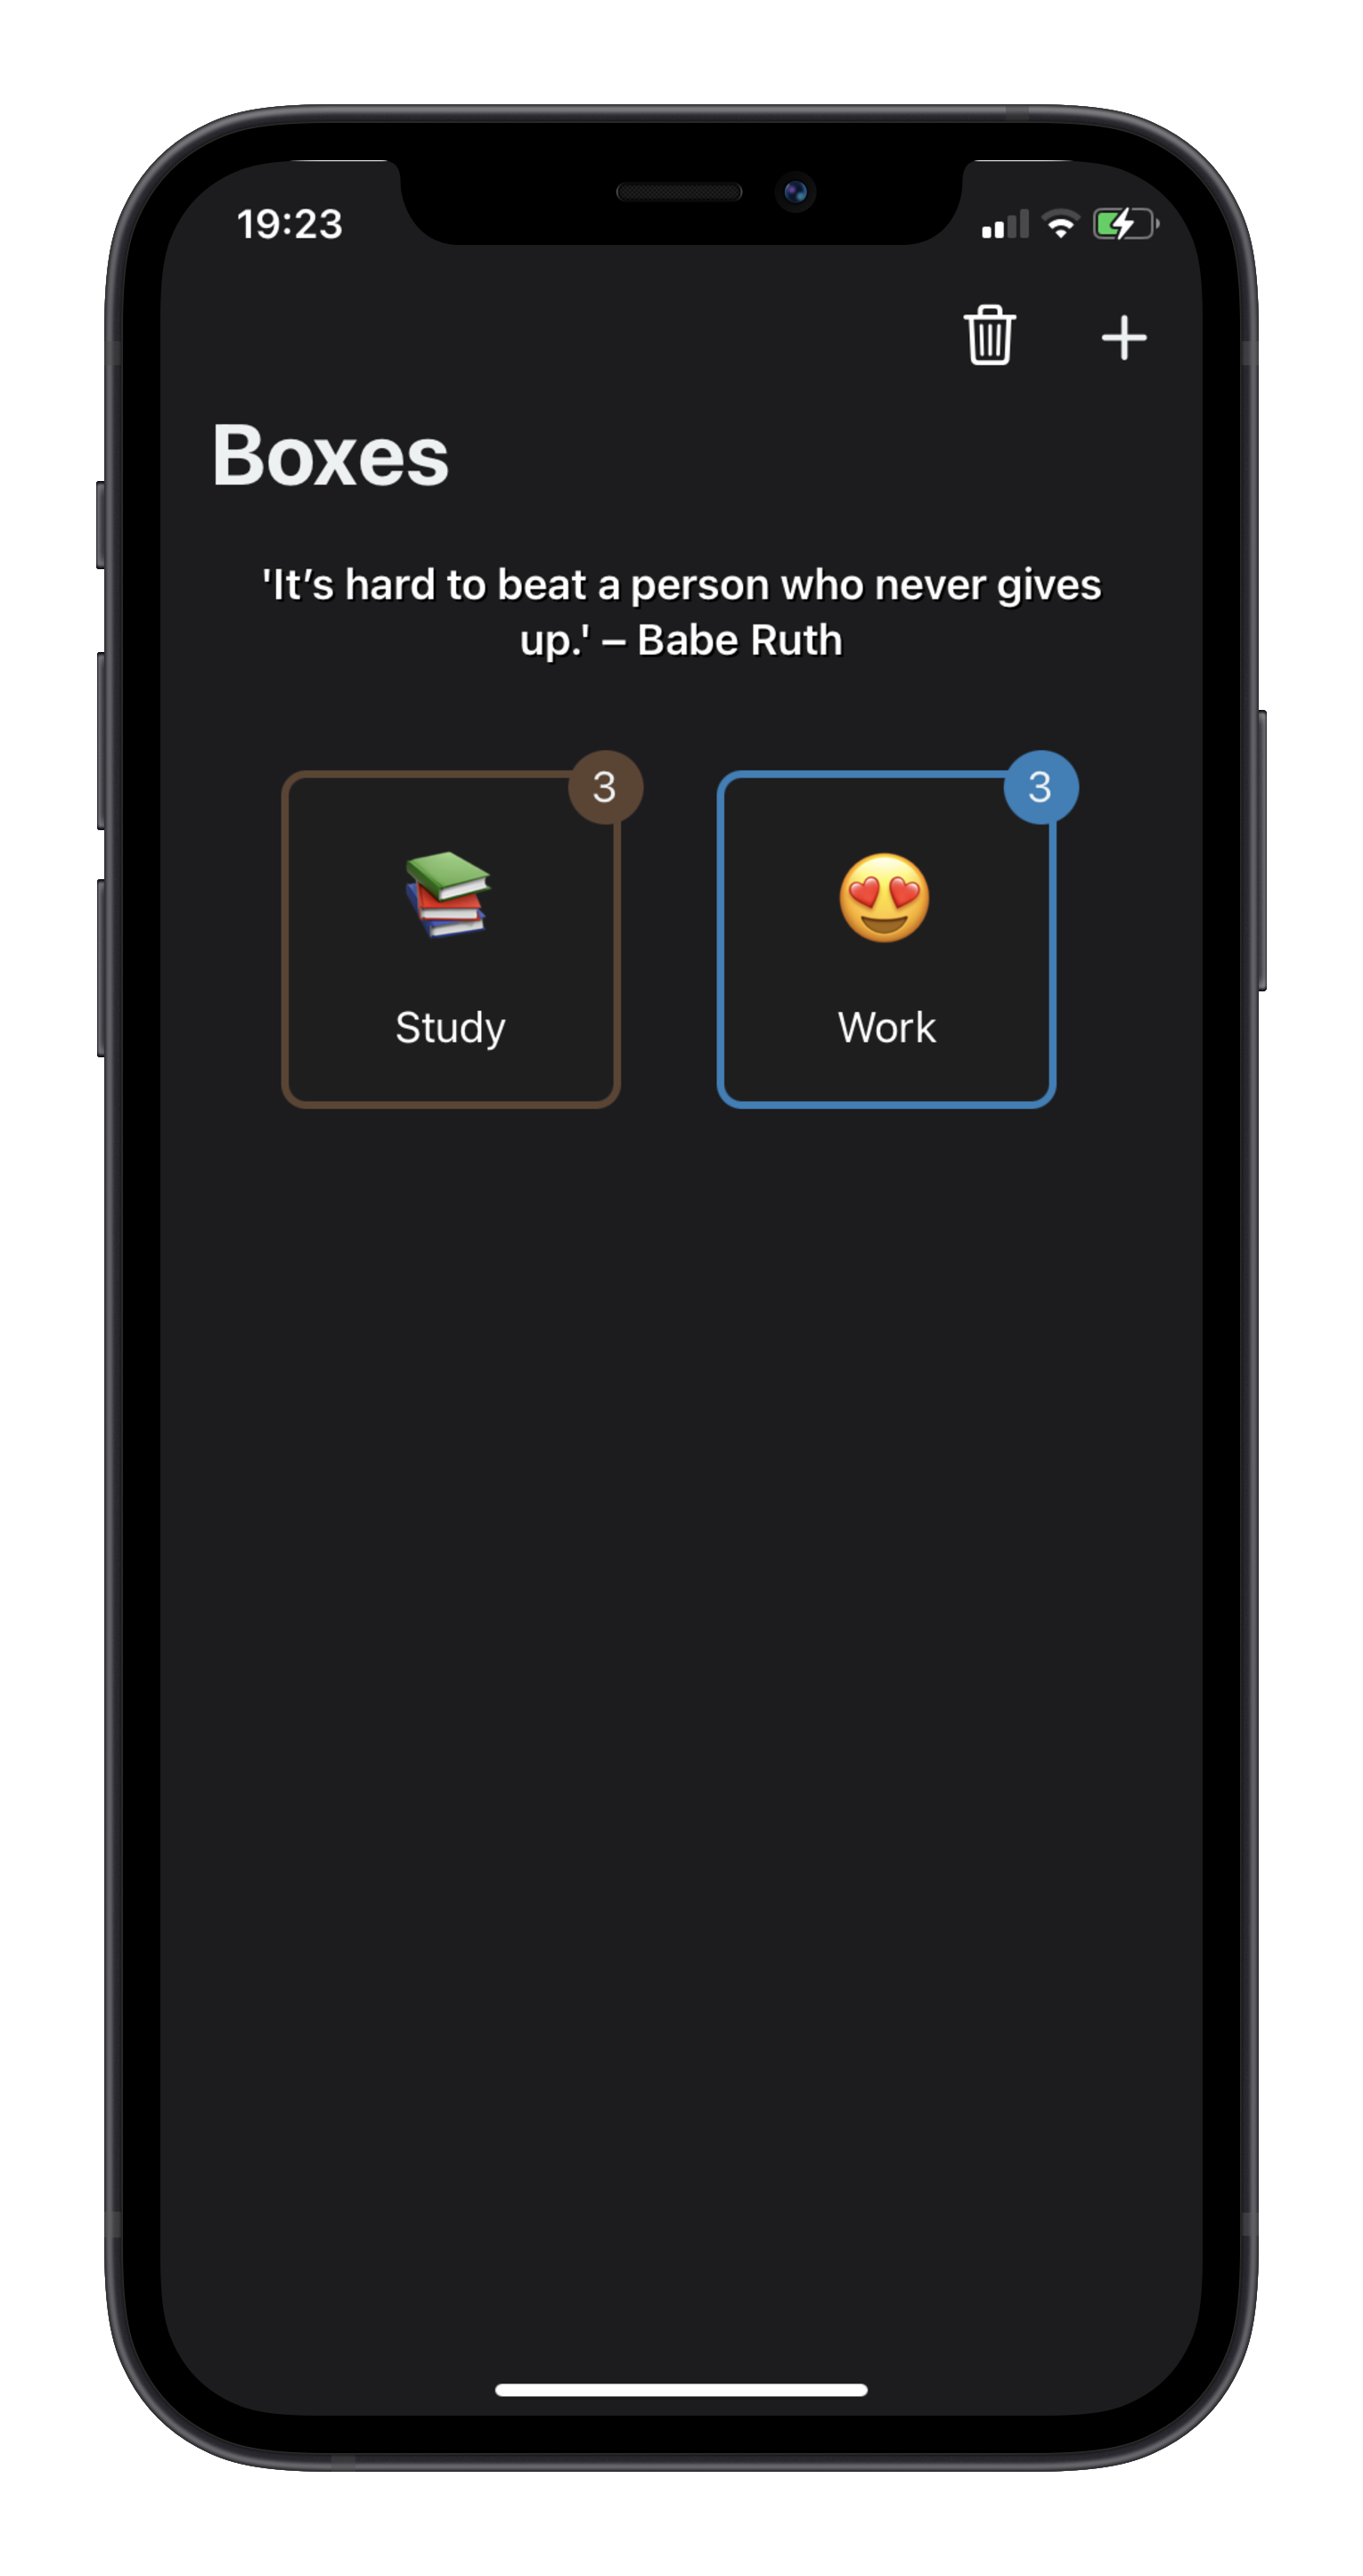 19:23
Boxes
'It’s hard to beat a person who never gives
up.' – Babe Ruth
3
3
Study
Work